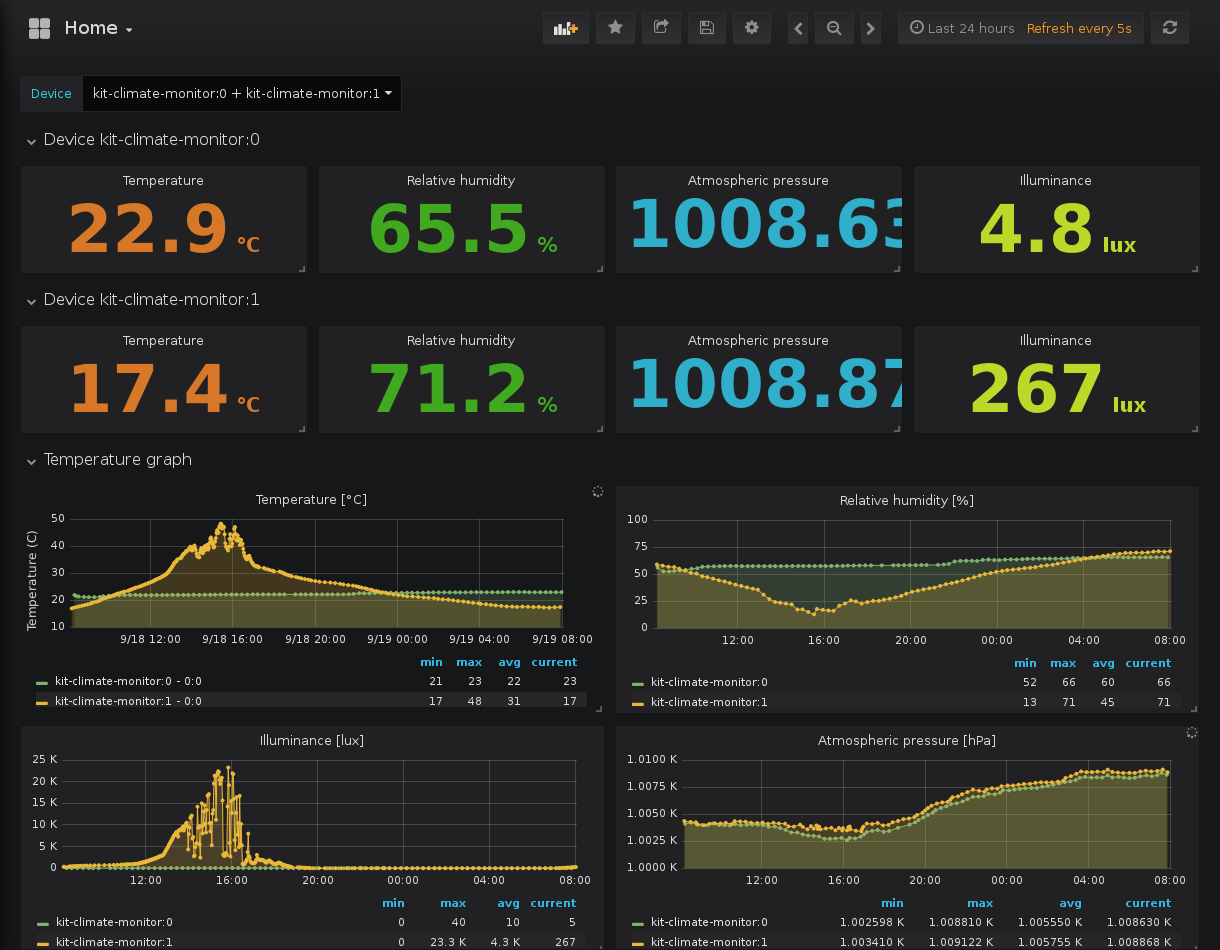 Home
Last 24 hours Refresh every 5s
Device kit-climate-monitor:0 + kit-climate-monitor:1
Device kit-climate-monitor:0
Temperature Relative humidity Atmospheric pressure Illuminance
22.9 °C 65.5 % 1008.63 4.8 lux
Device kit-climate-monitor:1
Temperature Relative humidity Atmospheric pressure Illuminance
17.4 °C 71.2 % 1008.87 267 lux
Temperature graph
Temperature [°C]
Temperature (C)
50
40
30
20
10
9/18 12:00 9/18 16:00 9/18 20:00 9/19 00:00 9/19 04:00 9/19 08:00
min max avg current
kit-climate-monitor:0 - 0:0 21 23 22 23
kit-climate-monitor:1 - 0:0 17 48 31 17
Relative humidity [%]
100
75
50
25
0
12:00 16:00 20:00 00:00 04:00 08:00
min max avg current
kit-climate-monitor:0 52 66 60 66
kit-climate-monitor:1 13 71 45 71
Illuminance [lux]
25 K
20 K
15 K
10 K
5 K
0
12:00 16:00 20:00 00:00 04:00 08:00
min max avg current
kit-climate-monitor:0 0 40 10 5
kit-climate-monitor:1 0 23.3 K 4.3 K 267
Atmospheric pressure [hPa]
1.0100 K
1.0075 K
1.0050 K
1.0025 K
1.0000 K
12:00 16:00 20:00 00:00 04:00 08:00
min max avg current
kit-climate-monitor:0 1.002598 K 1.008810 K 1.005550 K 1.008630 K
kit-climate-monitor:1 1.003410 K 1.009122 K 1.005755 K 1.008868 K